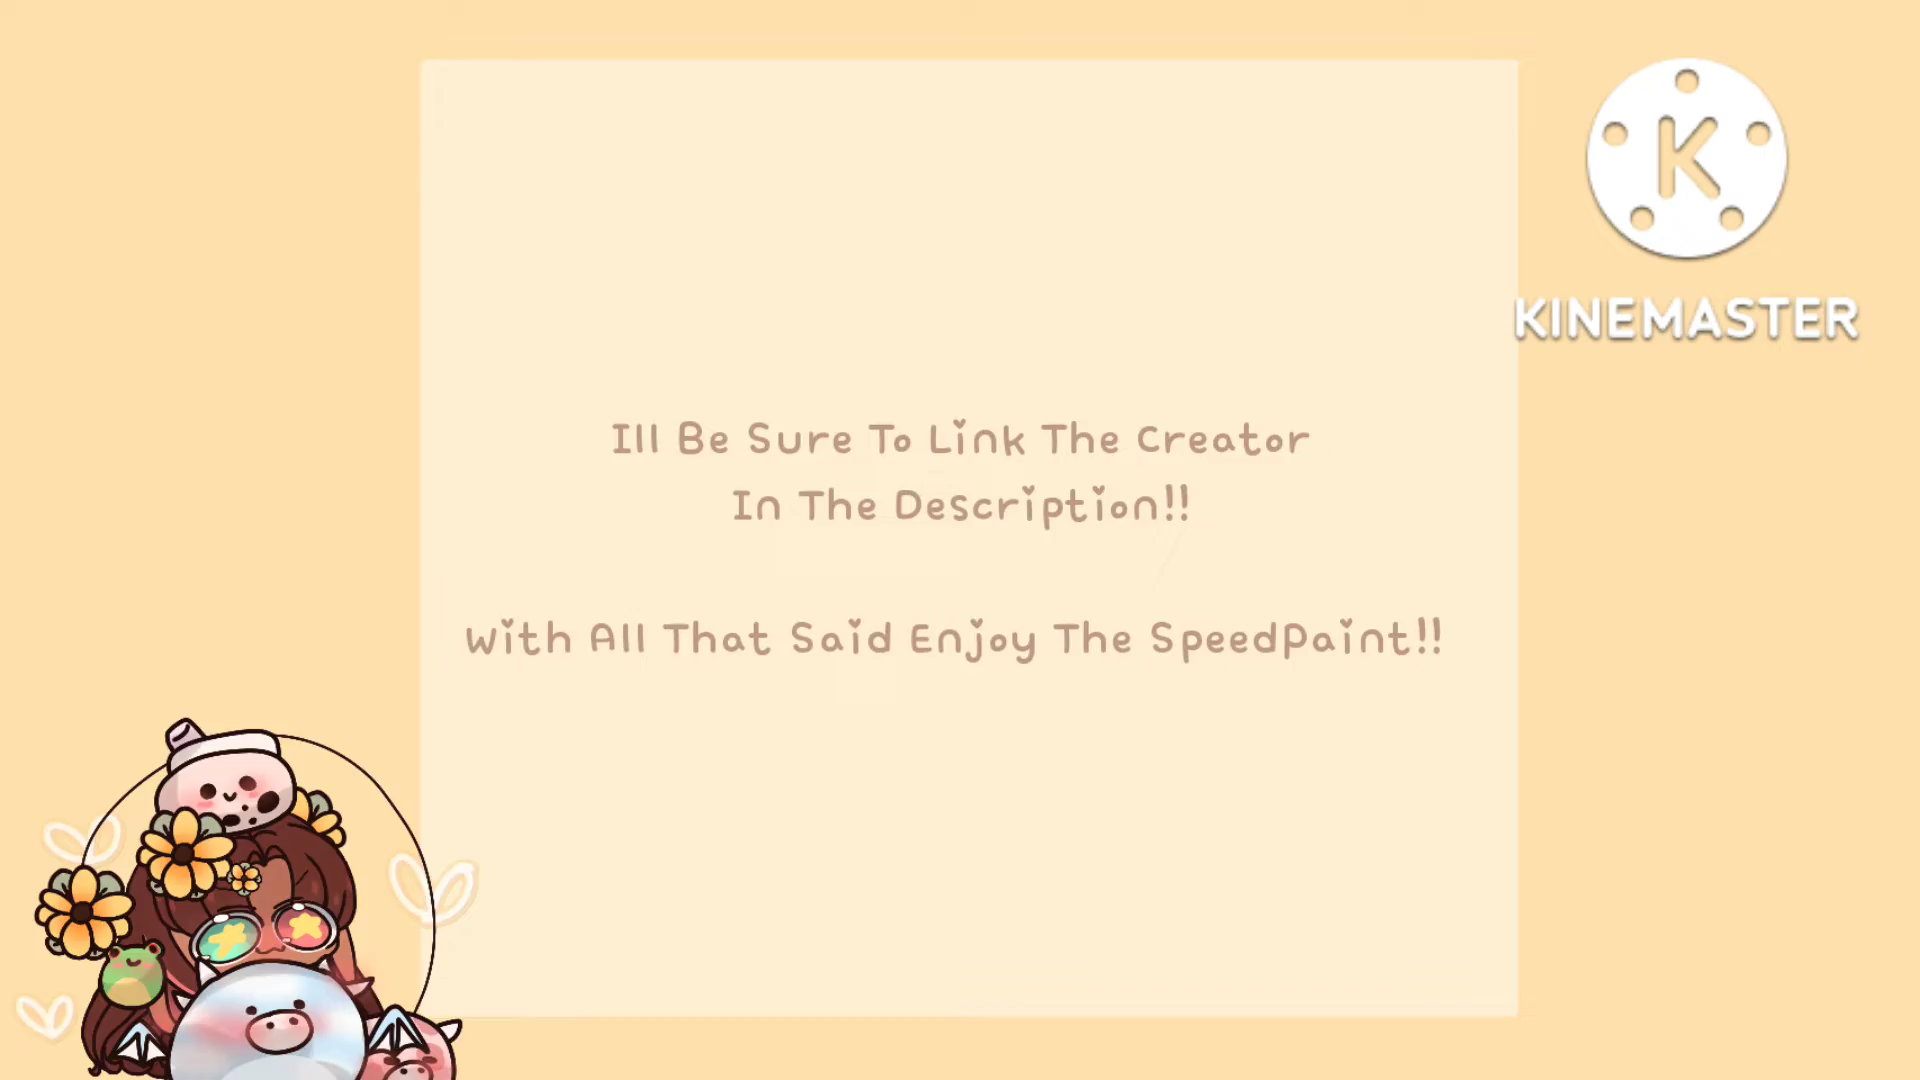 K
KINEMASTER
Ill Be Sure To Link The Creator
In The Description!!
With All That Said Enjoy The SpeedPaint!!